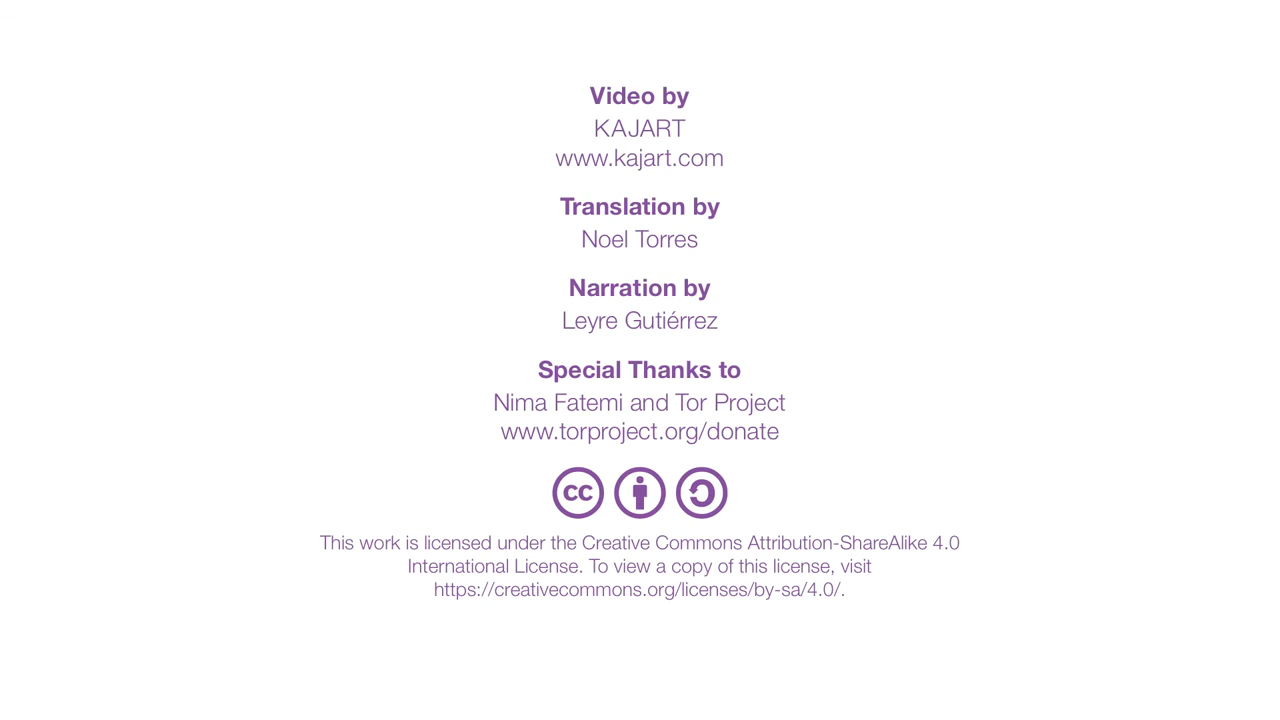 Video by
KAJART
www.kajart.com
Translation by
Noel Torres
Narration by
Leyre Gutiérrez
Special Thanks to
Nima Fatemi and Tor Project
www.torproject.org/donate
cc
This work is licensed under the Creative Commons Attribution-ShareAlike 4.0
International License. To view a copy of this license, visit
https://creativecommons.org/licenses/by-sa/4.0/.